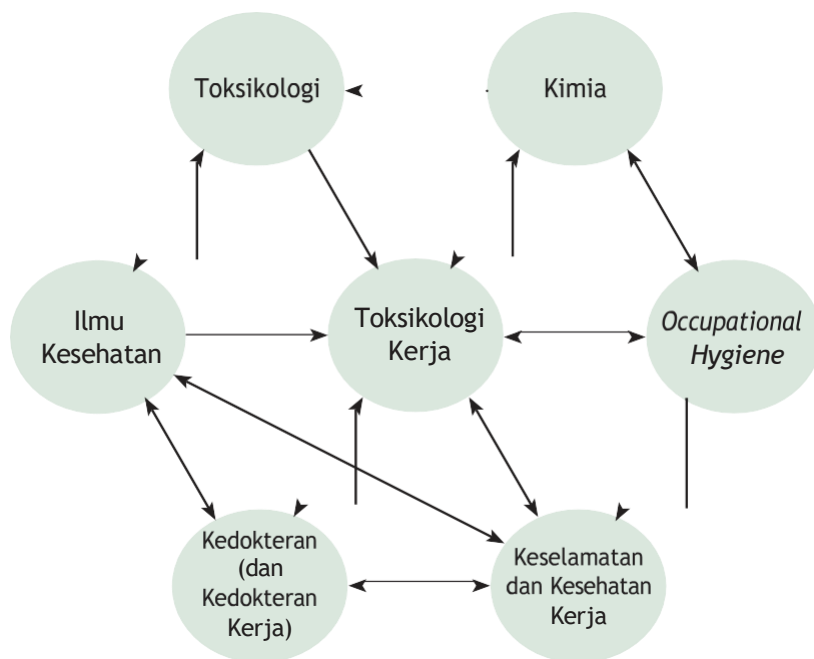 Toksikologi
Kimia
Ilmu
Kesehatan
Toksikologi
Kerja
Occupational
Hygiene
Kedokteran
(dan
Kedokteran
Kerja)
Keselamatan
dan Kesehatan
Kerja